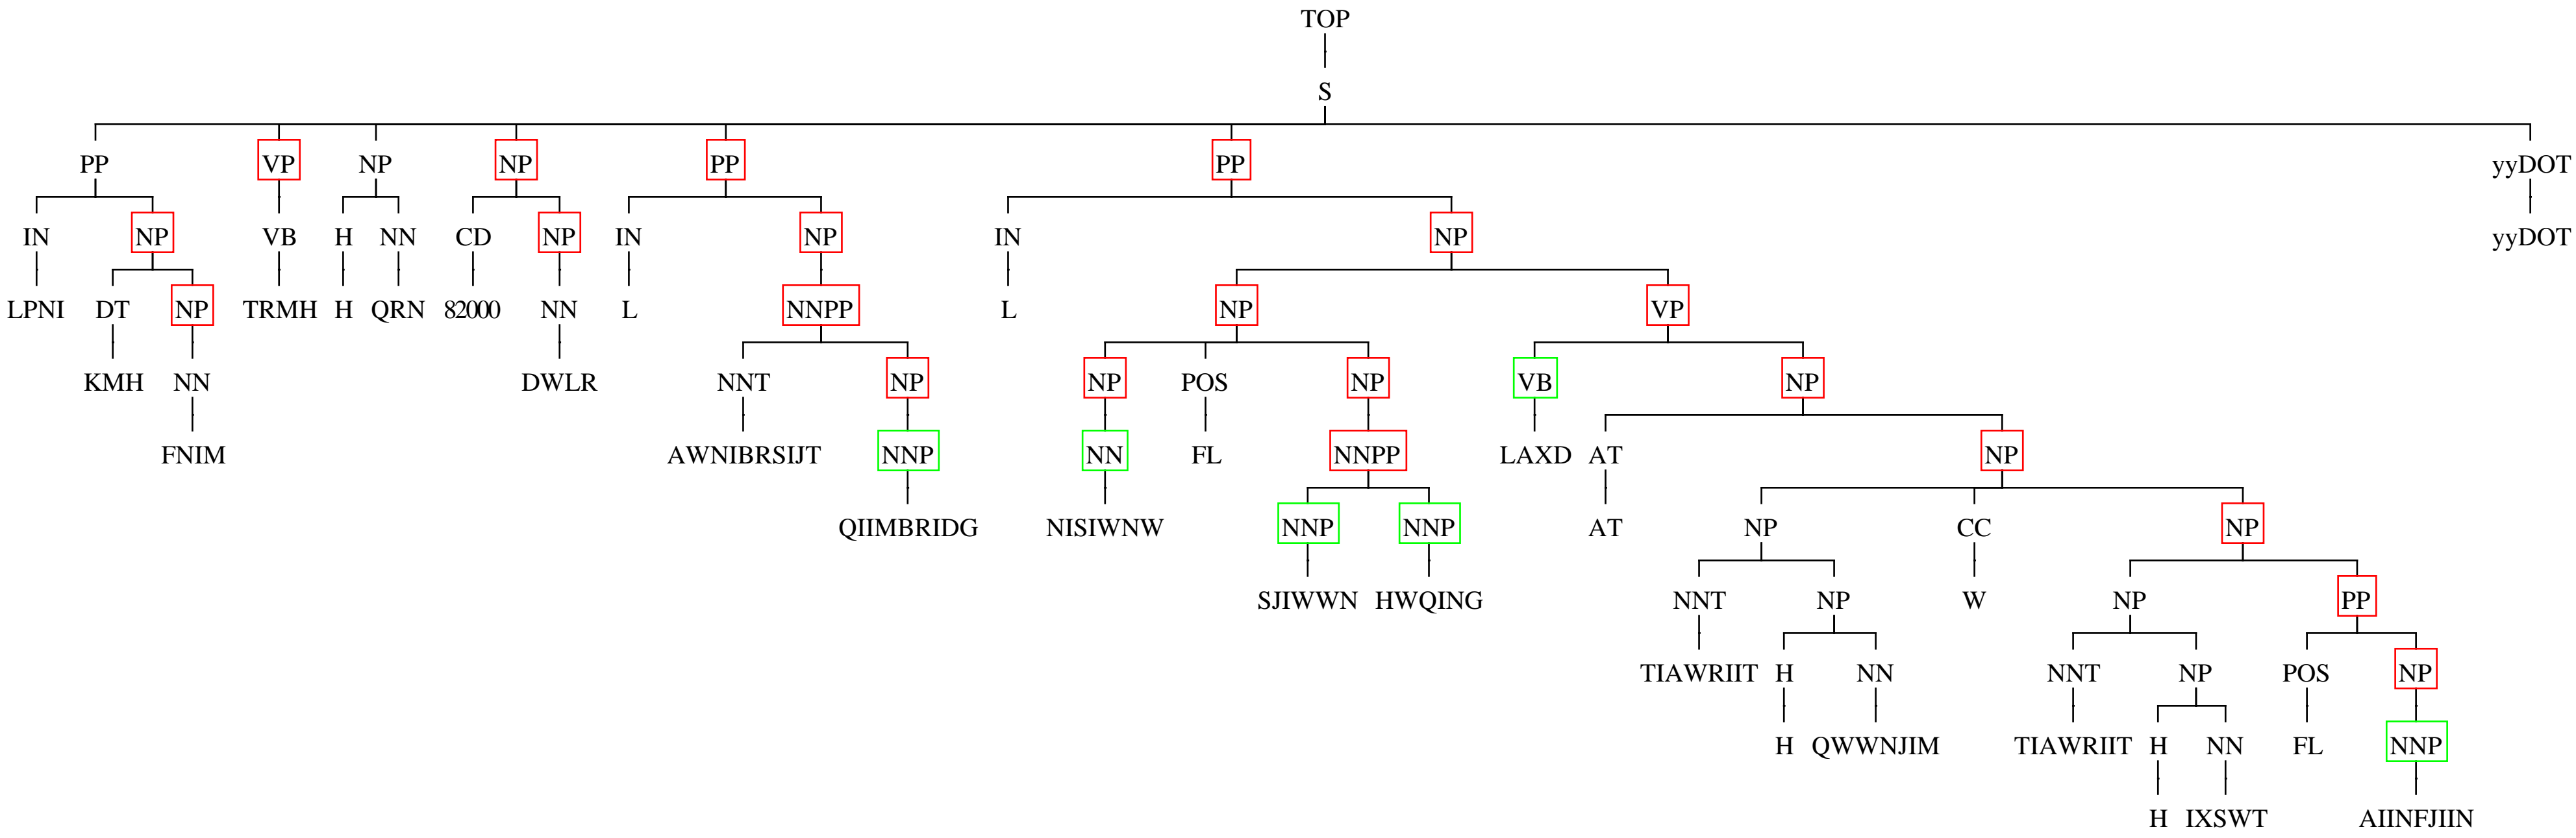 TOP
S
PP VP NP NP PP PP yyDOT
IN NP VB H NN CD NP IN NP IN NP yyDOT
LPNI DT NP TRMH H QRN 82000 NN L NNPP L NP VP
KMH NN DWLR NNT NP NP POS NP VB NP
FNIM AWNIBRSIJT NNP NN FL NNPP LAXD AT NP
QIIMBRIDG NISIWNW NNP NNP AT NP CC NP
SJIWWN HWQING NNT NP W NP PP
TIAWRIIT H NN NNT NP POS NP
H QWWNJIM TIAWRIIT H NN FL NNP
H IXSWT AIINFJIIN